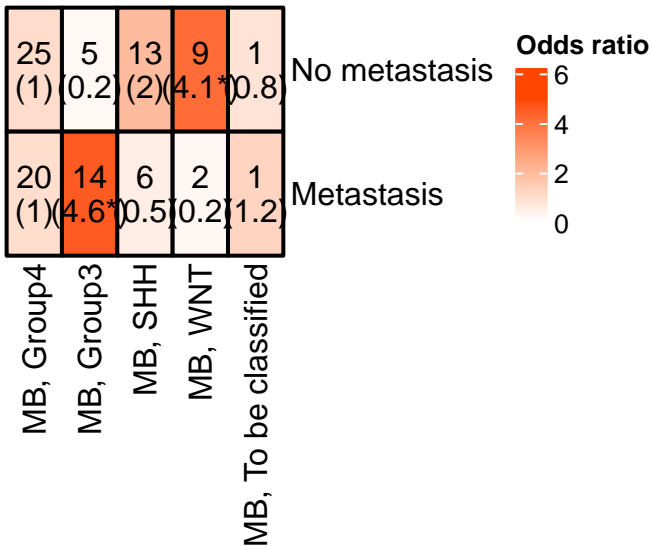 25 5 13 9 1 No metastasis
(1) (0.2) (2) (4.1*) (0.8)
20 14 6 2 1 Metastasis
(1) (4.6*) (0.5) (0.2) (1.2)
MB, Group4
MB, Group3
MB, SHH
MB, WNT
MB, To be classified
Odds ratio
6
4
2
0